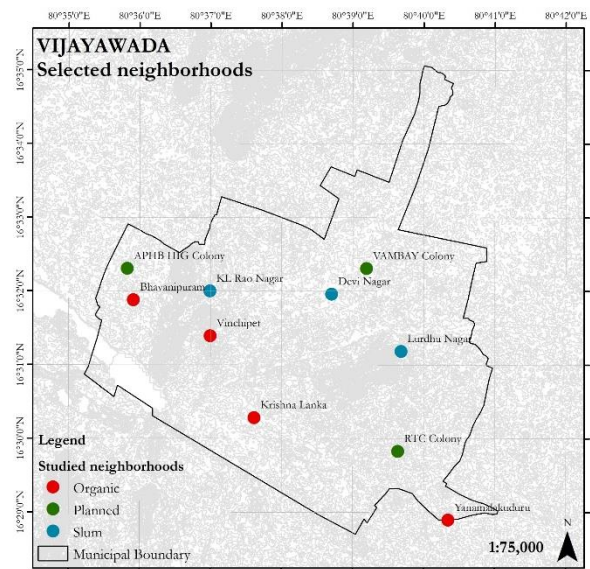 80°35'0"E 80°36'0"E 80°37'0"E 80°38'0"E 80°39'0"E 80°40'0"E 80°41'0"E 80°42'0"E
VIJAYAWADA
Selected neighborhoods
16°35'0"N
16°34'0"N
16°33'0"N
16°32'0"N
16°31'0"N
16°30'0"N
16°29'0"N
APHB HIG Colony
VAMBAY Colony
Bhavanipuram
KL Rao Nagar
Devi Nagar
Vinchpet
Lurdhu Nagar
Krishna Lanka
RTC Colony
Yanamalakuduru
Legend
Studied neighborhoods
Organic
Planned
Slum
Municipal Boundary
1:75,000
N